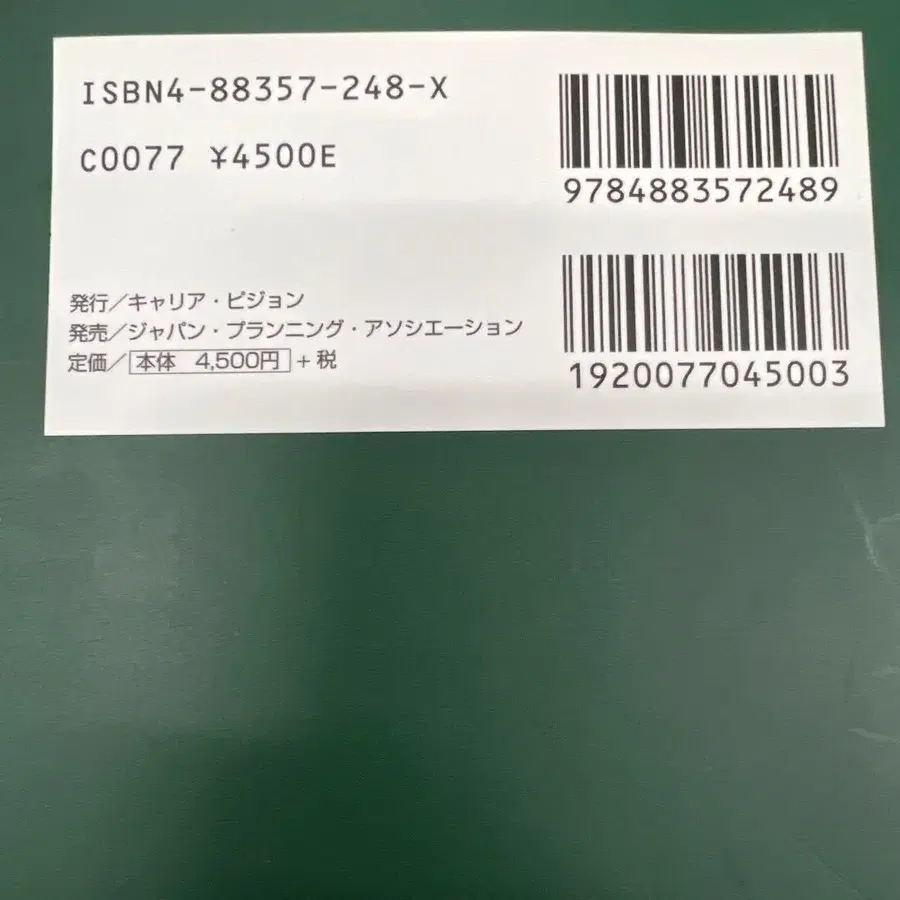 ISBN4-88357-248-X
C0077 ¥4500E
9784883572489
発行／キャリア・ビジョン
発売／ジャパン・プランニング・アソシエーション
定価／本体 4,500円＋税
1920077045003